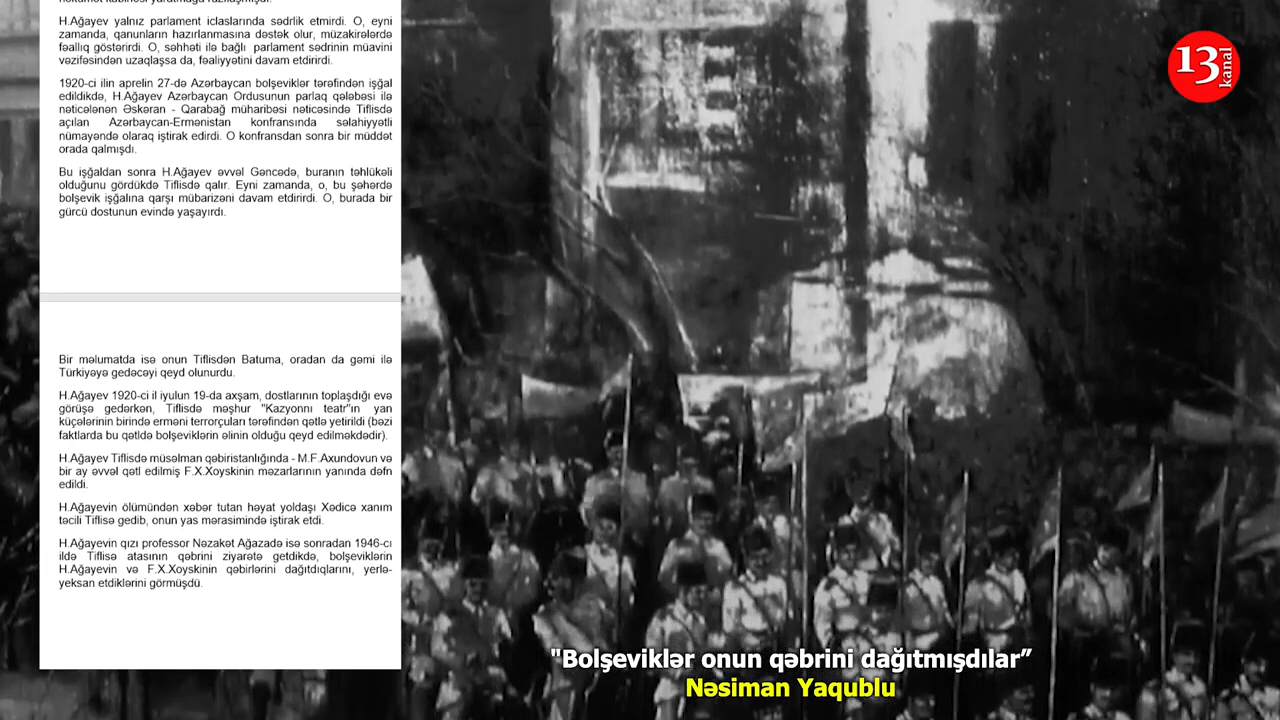 hökumət kabinəsi yaratmağa razılaşmışdı.
H.Ağayev yalnız parlament iclaslarında sədrlik etmirdi. O, eyni
zamanda, qanunların hazırlanmasına dəstək olur, müzakirələrdə
fəallıq göstərirdi. O, səhhəti ilə bağlı parlament sədrinin müavini
vəzifəsindən uzaqlaşsa da, fəaliyyətini davam etdirirdi.
1920-ci ilin aprelin 27-də Azərbaycan bolşeviklər tərəfindən işğal
edildikdə, H.Ağayev Azərbaycan Ordusunun parlaq qələbəsi ilə
nəticələnən Əskəran - Qarabağ müharibəsi nəticəsində Tiflisdə
açılan Azərbaycan-Ermənistan konfransında səlahiyyətli
nümayəndə olaraq iştirak edirdi. O konfransdan sonra bir müddət
orada qalmışdı.
Bu işğaldan sonra H.Ağayev əvvəl Gəncədə, buranın təhlükəli
olduğunu gördükdə Tiflisdə qalır. Eyni zamanda, o, bu şəhərdə
bolşevik işğalına qarşı mübarizəni davam etdirirdi. O, burada bir
gürcü dostunun evində yaşayırdı.
Bir məlumatda isə onun Tiflisdən Batuma, oradan da gəmi ilə
Türkiyəyə gedəcəyi qeyd olunurdu.
H.Ağayev 1920-ci il iyulun 19-da axşam, dostlarının toplaşdığı evə
görüşə gedərkən, Tiflisdə məşhur "Kazyonnı teatr"ın yan
küçələrinin birində erməni terrorçuları tərəfindən qətlə yetirildi (bəzi
faktlarda bu qətldə bolşeviklərin əlinin olduğu qeyd edilməkdədir).
H.Ağayev Tiflisdə müsəlman qəbiristanlığında - M.F.Axundovun və
bir ay əvvəl qətl edilmiş F.X.Xoyskinin məzarlarının yanında dəfn
edildi.
H.Ağayevin ölümündən xəbər tutan həyat yoldaşı Xədicə xanım
təcili Tiflisə gedib, onun yas mərasimində iştirak etdi.
H.Ağayevin qızı professor Nəzakət Ağazadə isə sonradan 1946-cı
ildə Tiflisə atasının qəbrini ziyarətə getdikdə, bolşeviklərin
H.Ağayevin və F.X.Xoyskinin qəbirlərini dağıtdıqlarını, yerlə-
yeksan etdiklərini görmüşdü.
13 kanal
"Bolşeviklər onun qəbrini dağıtmışdılar”
Nəsiman Yaqublu